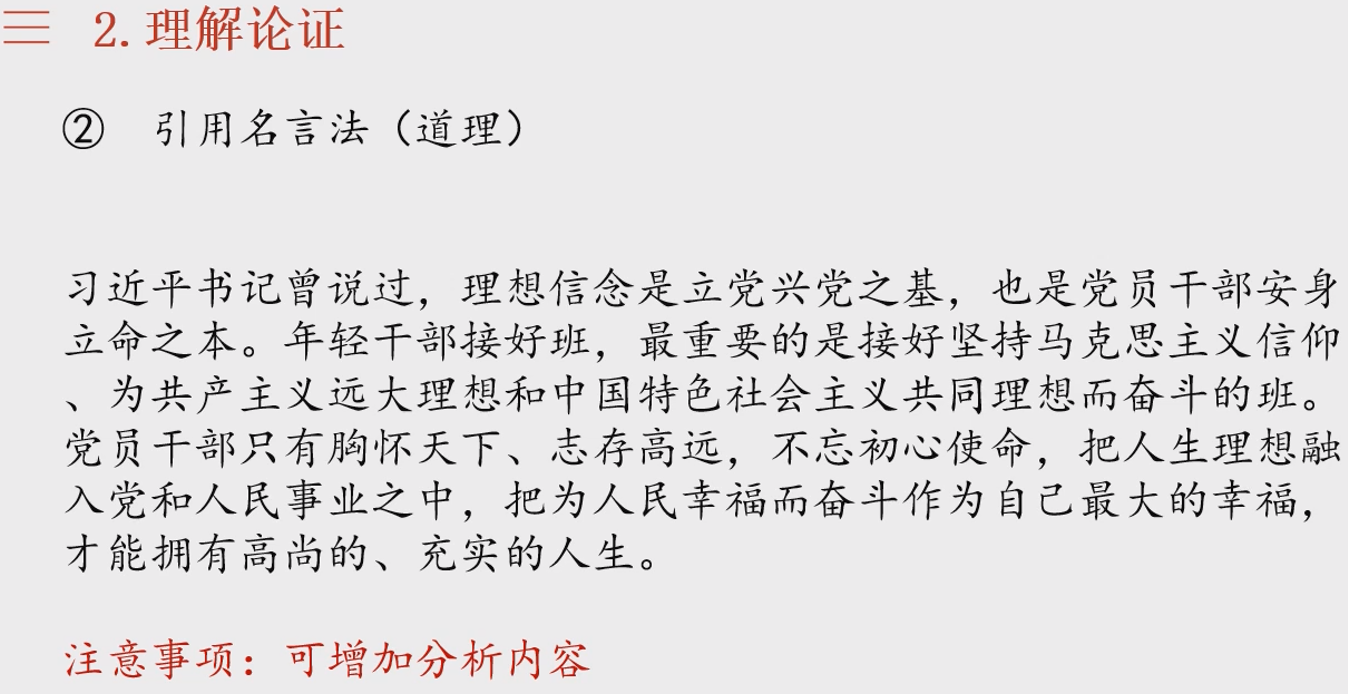 2. 理解论证
② 引用名言法（道理）
习近平书记曾说过，理想信念是立党兴党之基，也是党员干部安身
立命之本。年轻干部接好班，最重要的是接好坚持马克思主义信仰
、为共产主义远大理想和中国特色社会主义共同理想而奋斗的班。
党员干部只有胸怀天下、志存高远，不忘初心使命，把人生理想融
入党和人民事业之中，把为人民幸福而奋斗作为自己最大的幸福，
才能拥有高尚的、充实的人生。
注意事项：可增加分析内容